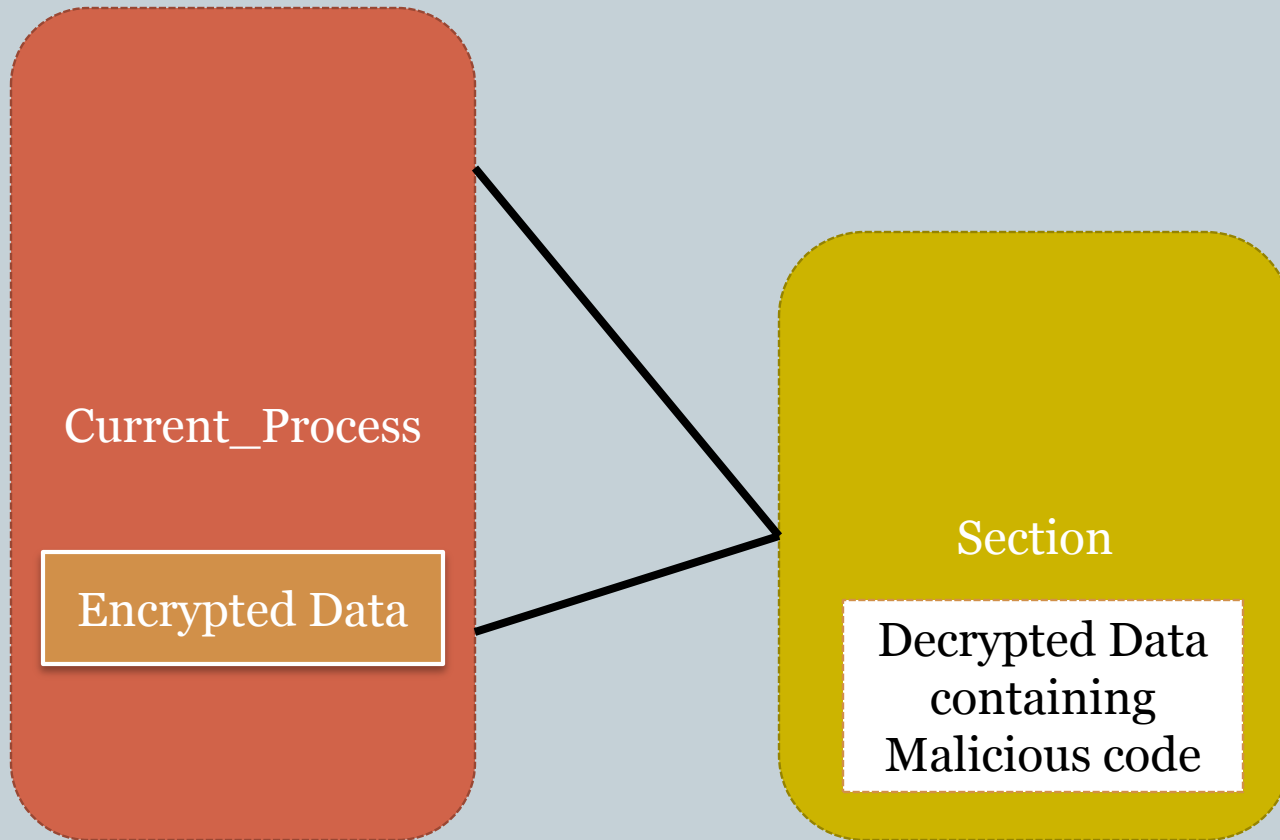 Current_Process
Encrypted Data
Section
Decrypted Data
containing
Malicious code